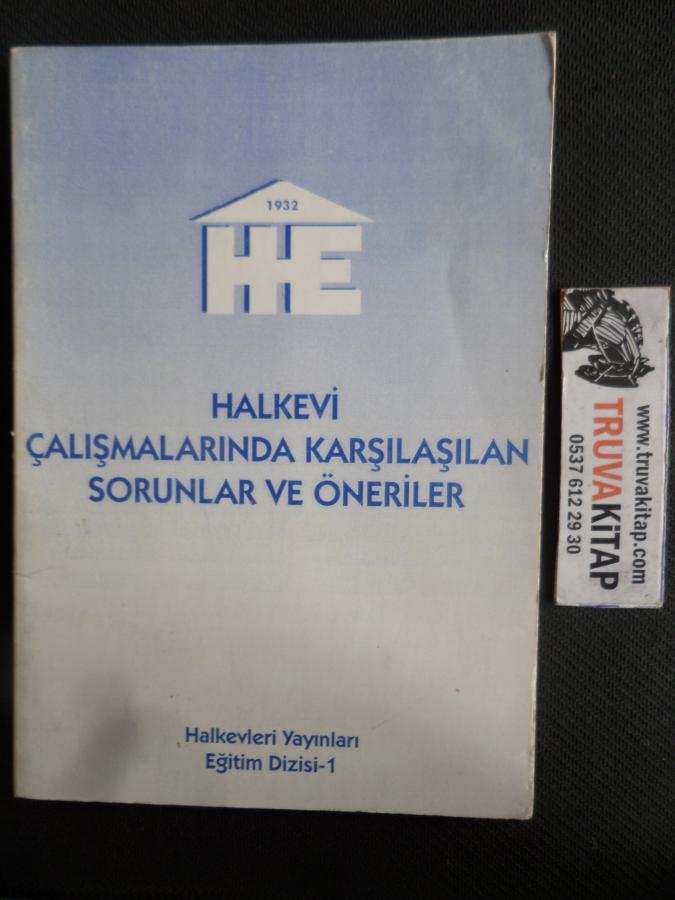 1932
HE
HALKEVİ
ÇALIŞMALARINDA KARŞILAŞILAN
SORUNLAR VE ÖNERİLER
Halkevleri Yayınları
Eğitim Dizisi-1
www.truvakitap.com
TRUVAKİTAP
0537 612 29 30